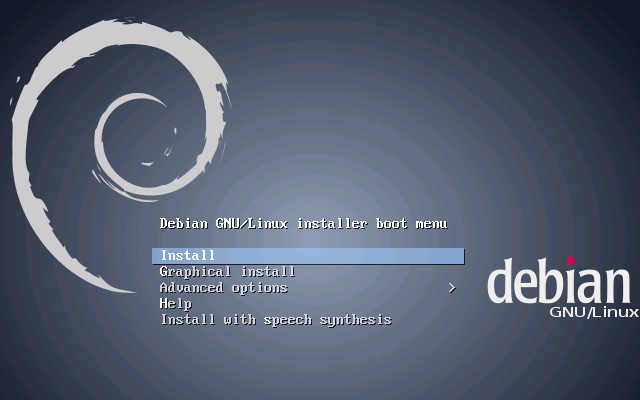 Debian GNU/Linux installer boot menu
Install
Graphical install
Advanced options >
Help
Install with speech synthesis
debian
GNU/Linux